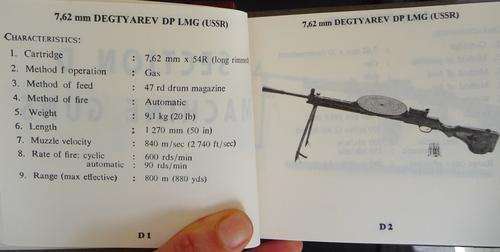 7,62 mm DEGTYAREV DP LMG (USSR)
CHARACTERISTICS:
1. Cartridge : 7,62 mm x 54R (long rimmed
2. Method f operation : Gas
3. Method of feed : 47 rd drum magazine
4. Method of fire : Automatic
5. Weight : 9,1 kg (20 lb)
6. Length : 1 270 mm (50 in)
7. Muzzle velocity : 840 m/sec (2 740 ft/sec)
8. Rate of fire: cyclic : 600 rds/min
automatic : 90 rds/min
9. Range (max effective) : 800 m (880 yds)
D 1
7,62 mm DEGTYAREV DP LMG (USSR)
D 2